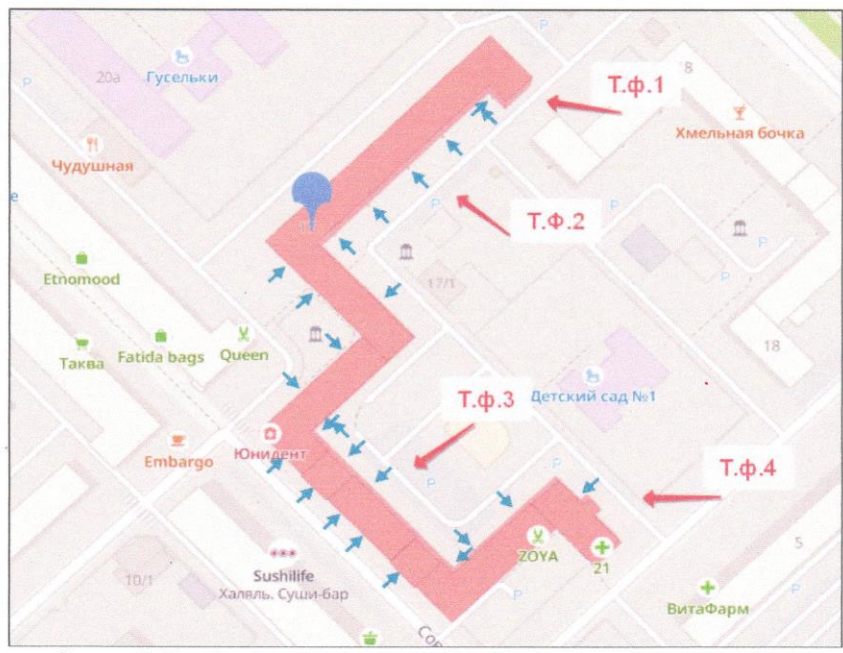 20а
Гусельки
Т.ф.1
8
Хмельная бочка
Чудушная
Р
Р
Р
Т.Ф.2
Р
Р
Р
е
17/1
Etnomood
Таква
Fatida bags
Queen
18
Детский сад №1
Т.ф.3
Юнидент
Embargo
Т.ф.4
Р
Р
ZOYA
21
5
Sushilife
Халяль, Суши-бар
10/1
ВитаФарм
Р
Сов